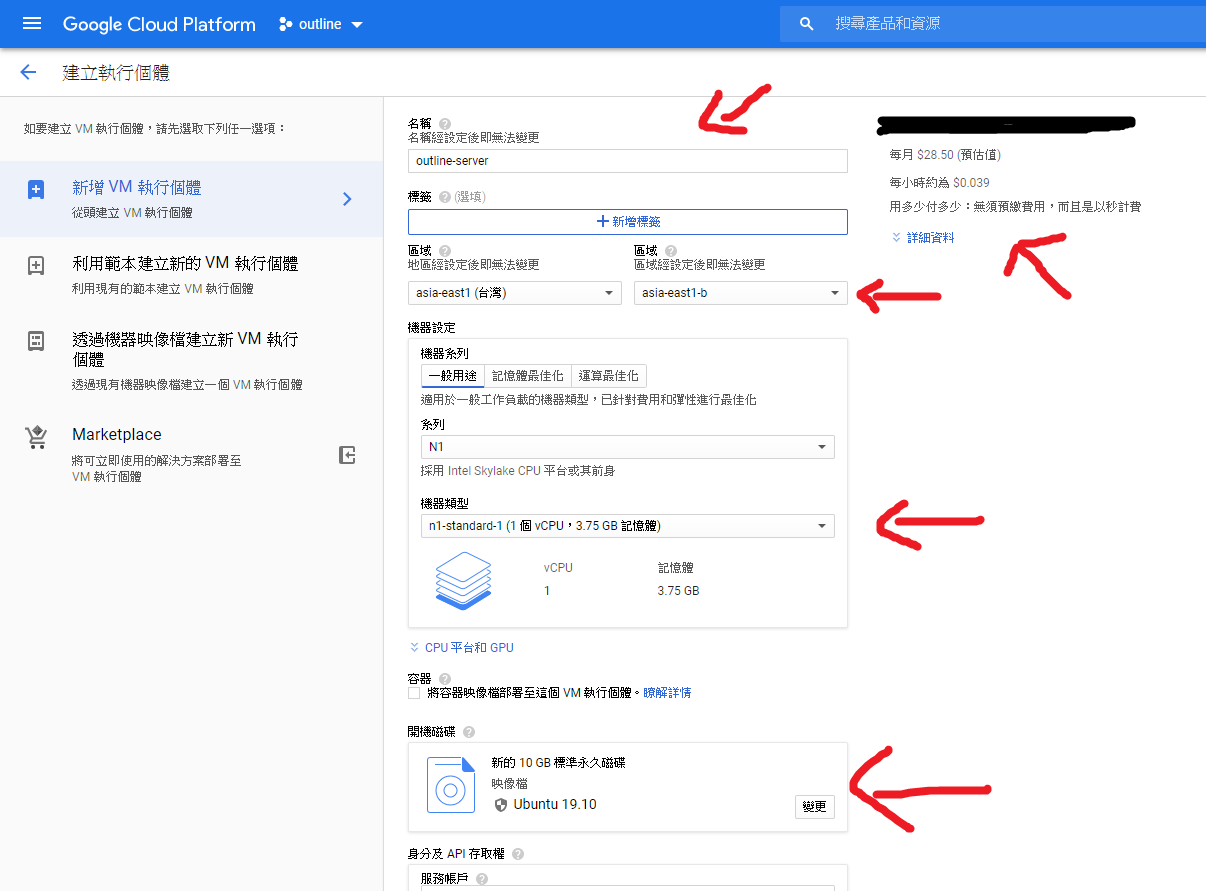 Google Cloud Platform
outline
搜尋產品和資源
建立執行個體
如要建立 VM 執行個體，請先選取下列任一選項：
新增 VM 執行個體
從頭建立 VM 執行個體
利用範本建立新的 VM 執行個體
利用現有的範本建立 VM 執行個體
透過機器映像檔建立新 VM 執行
個體
透過現有機器映像檔建立一個 VM 執行個體
Marketplace
將可立即使用的解決方案部署至
VM 執行個體
名稱
名稱經設定後即無法變更
outline-server
標籤 (選填)
新增標籤
區域 區域
地區經設定後即無法變更 區域經設定後即無法變更
asia-east1 (台灣) asia-east1-b
機器設定
機器系列
一般用途 記憶體最佳化 運算最佳化
適用於一般工作負載的機器類型，已針對費用和彈性進行最佳化
系列
N1
採用 Intel Skylake CPU 平台或其前身
機器類型
n1-standard-1 (1 個 vCPU，3.75 GB 記憶體)
vCPU 記憶體
1 3.75 GB
CPU 平台和 GPU
容器
將容器映像檔部署至這個 VM 執行個體。瞭解詳情
開機磁碟
新的 10 GB 標準永久磁碟
映像檔
Ubuntu 19.10
變更
身分及 API 存取權
服務帳戶
每月 $28.50 (預估值)
每小時約為 $0.039
用多少付多少：無須預繳費用，而且是以秒計費
詳細資料